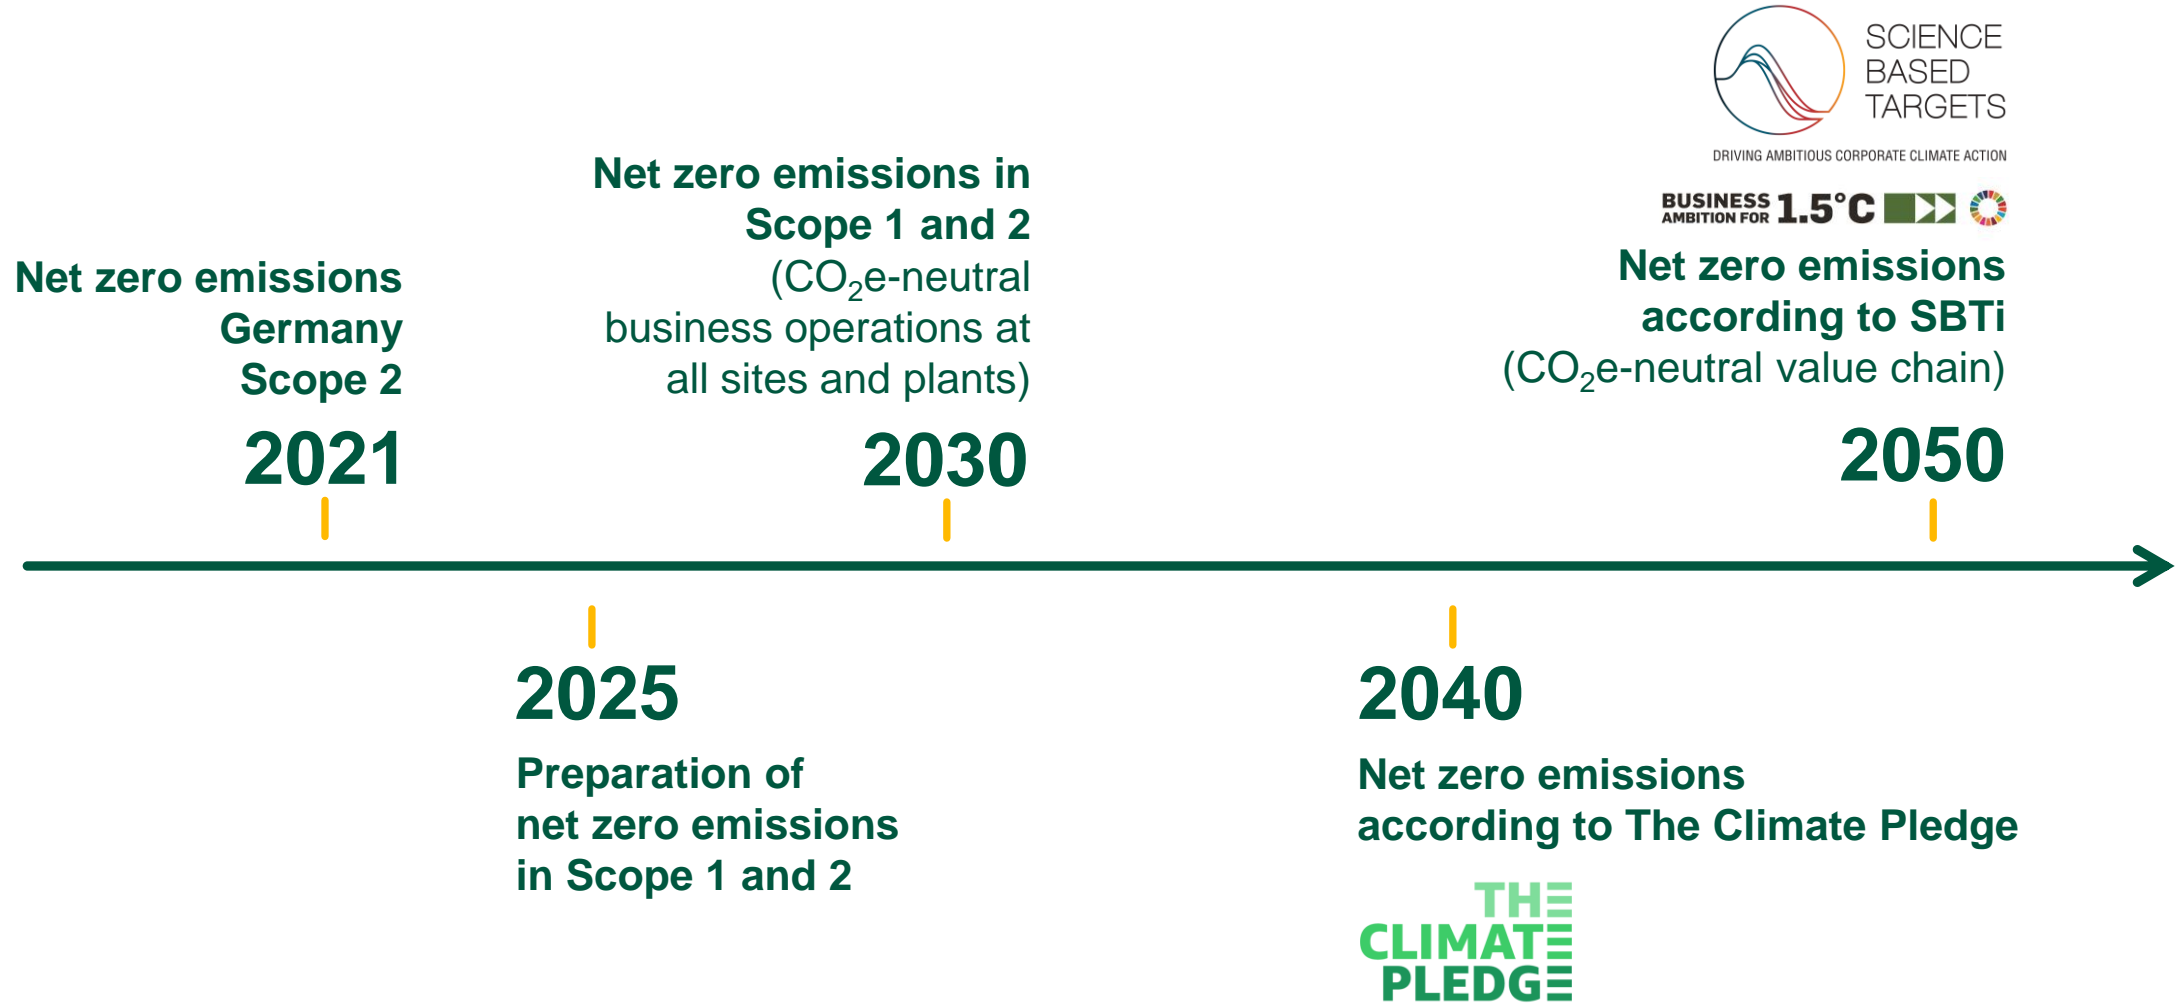 Net zero emissions
Germany
Scope 2
2021
2025
Preparation of
net zero emissions
in Scope 1 and 2
Net zero emissions in
Scope 1 and 2
(CO₂e-neutral
business operations at
all sites and plants)
2030
2040
Net zero emissions
according to The Climate Pledge
THE
CLIMATE
PLEDGE
SCIENCE
BASED
TARGETS
DRIVING AMBITIOUS CORPORATE CLIMATE ACTION
BUSINESS
AMBITION FOR 1.5°C
Net zero emissions
according to SBTi
(CO₂e-neutral value chain)
2050